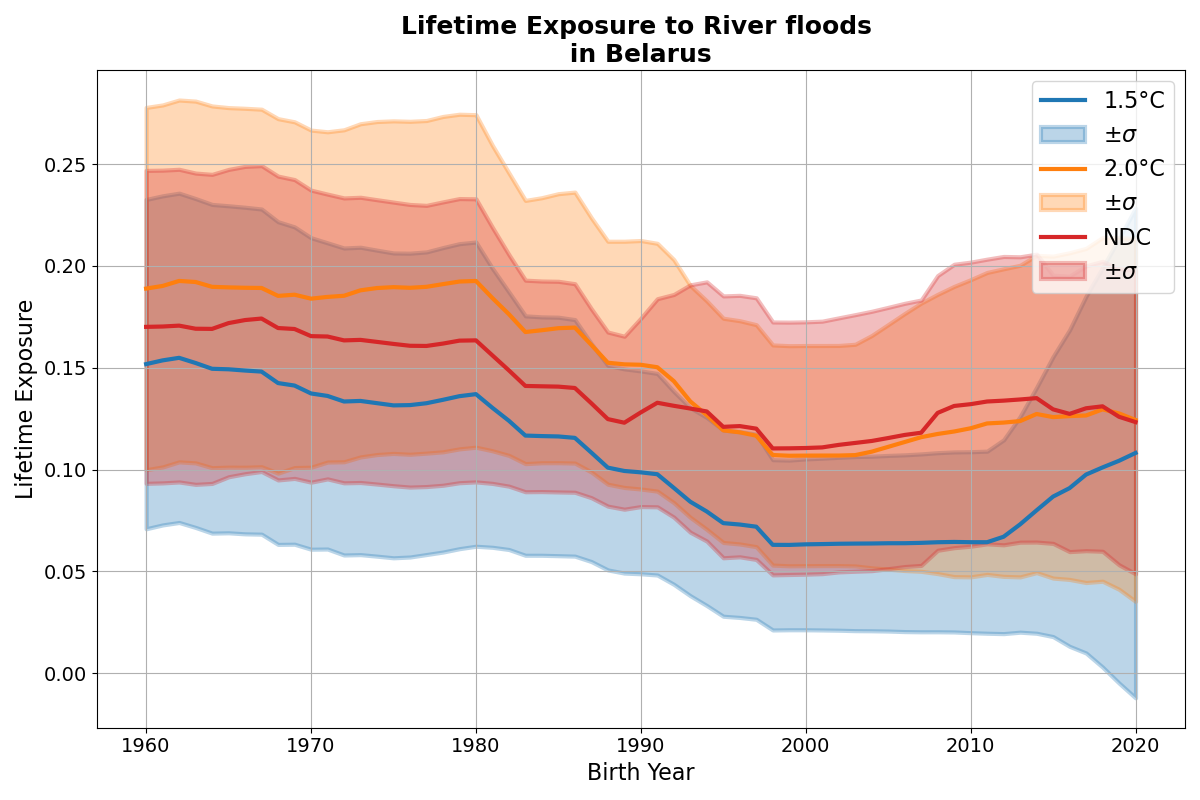 Lifetime Exposure to River floods
in Belarus
Lifetime Exposure
0.25
0.20
0.15
0.10
0.05
0.00
1960 1970 1980 1990 2000 2010 2020
Birth Year
1.5°C
±σ
2.0°C
±σ
NDC
±σ